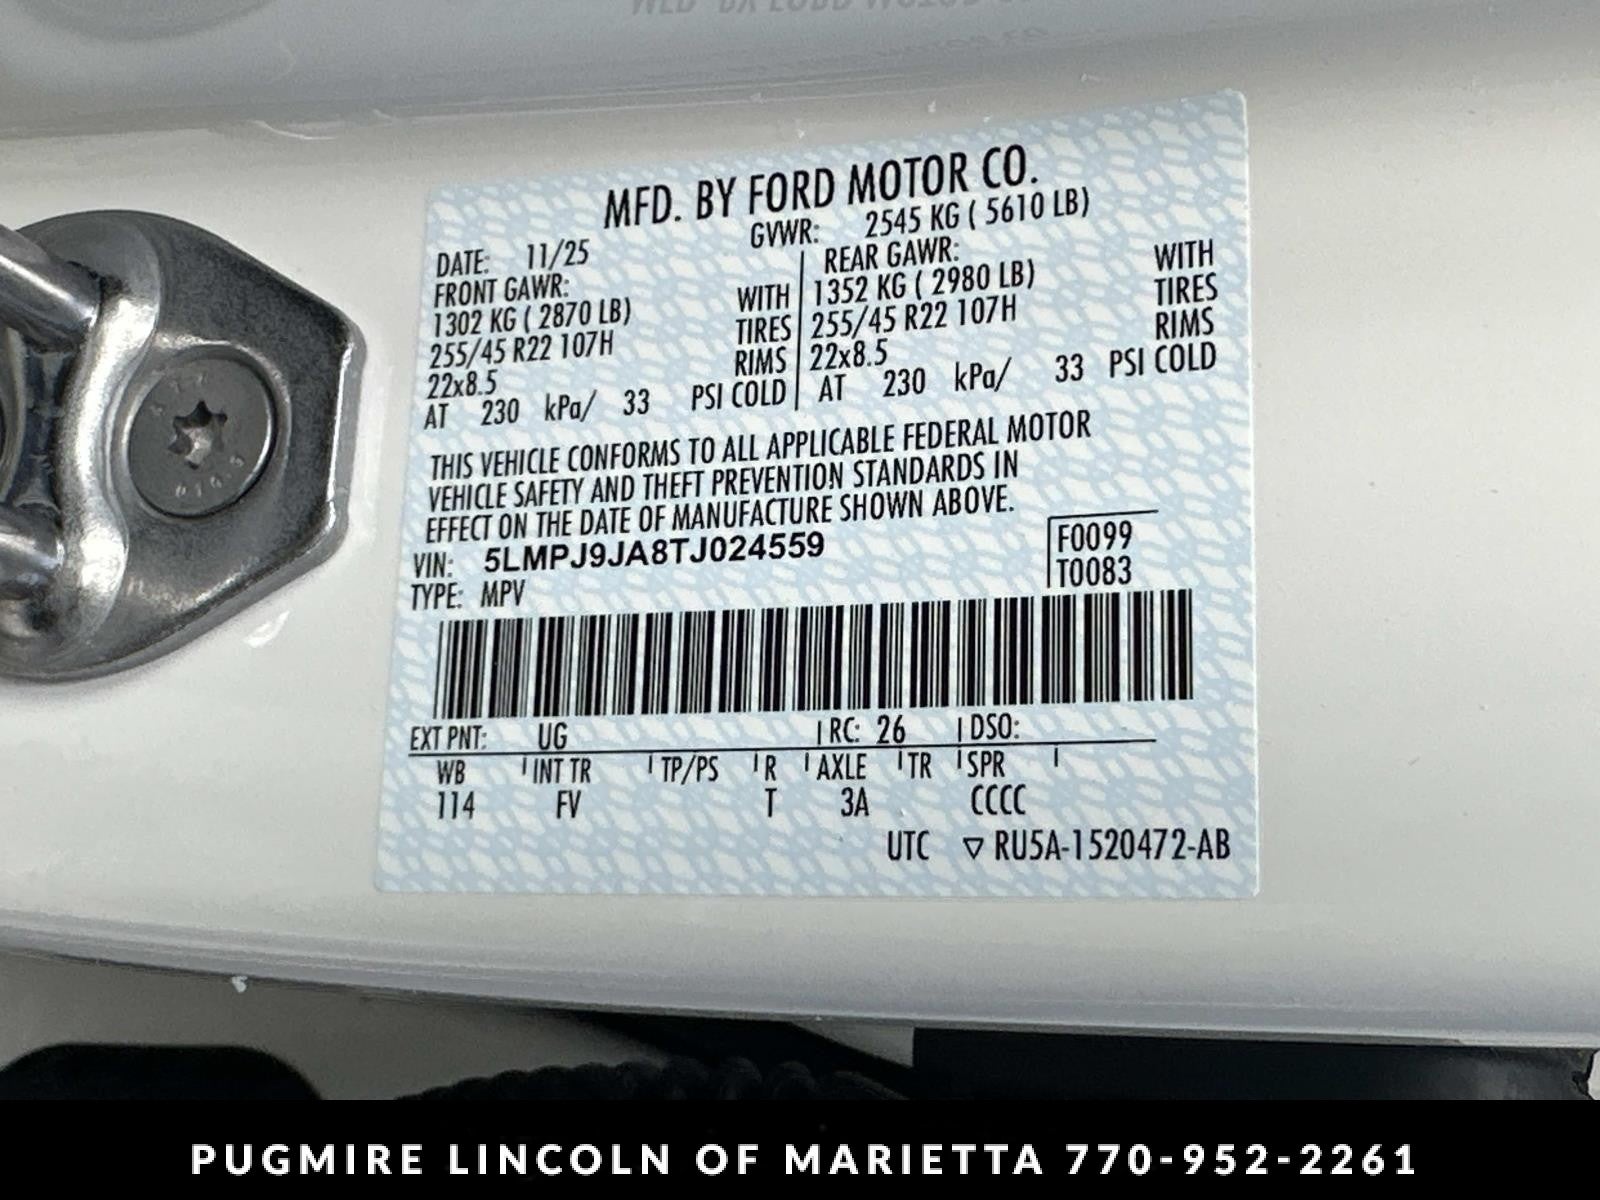 MFD. BY FORD MOTOR CO.
DATE: 11/25 GVWR: 2545 KG ( 5610 LB)
FRONT GAWR: REAR GAWR:
1302 KG ( 2870 LB) WITH 1352 KG ( 2980 LB) WITH
255/45 R22 107H TIRES 255/45 R22 107H TIRES
22x8.5 RIMS 22x8.5 RIMS
AT 230 kPa/ 33 PSI COLD AT 230 kPa/ 33 PSI COLD
THIS VEHICLE CONFORMS TO ALL APPLICABLE FEDERAL MOTOR
VEHICLE SAFETY AND THEFT PREVENTION STANDARDS IN
EFFECT ON THE DATE OF MANUFACTURE SHOWN ABOVE.
VIN: 5LMPJ9JA8TJ024559 F0099
TYPE: MPV T0083
EXT PNT: UG RC: 26 DSO:
WB INT TR TP/PS R AXLE TR SPR
114 FV T 3A CCCC
UTC ▽ RU5A-1520472-AB
PUGMIRE LINCOLN OF MARIETTA 770-952-2261